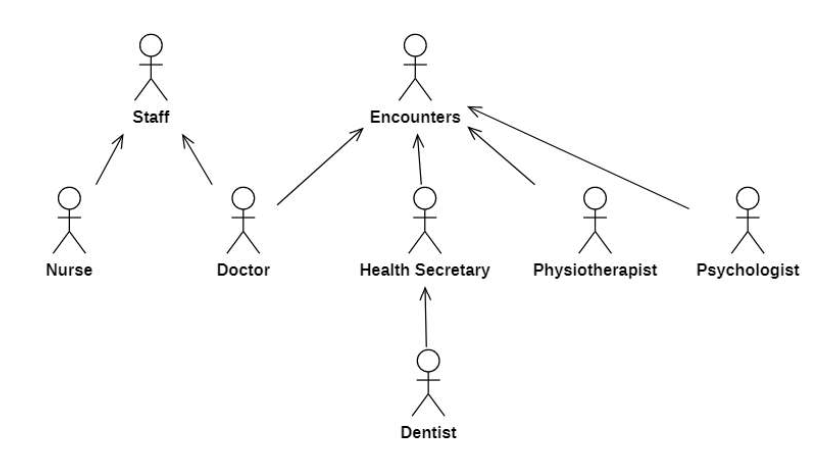 Staff
Encounters
Nurse
Doctor
Health Secretary
Physiotherapist
Psychologist
Dentist